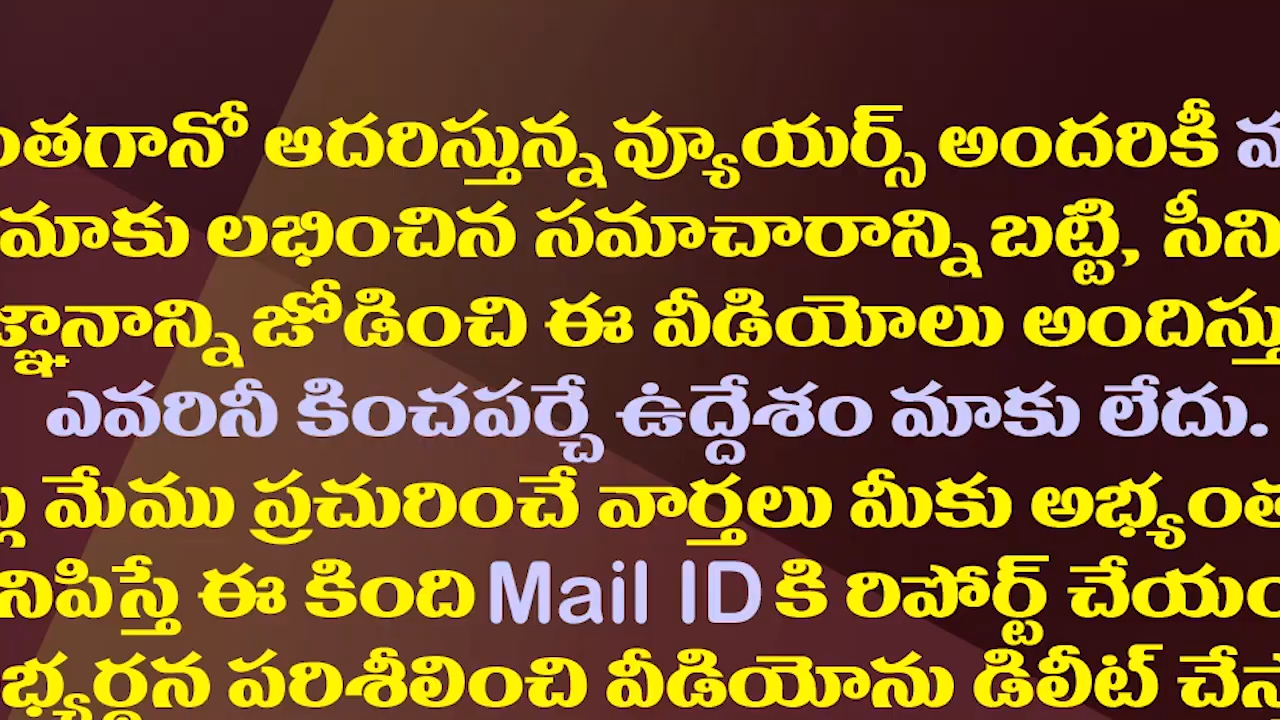 ంతగానో ఆదరిస్తున్న వ్యూయర్స్ అందరికీ
మాకు లభించిన సమాచారాన్ని బట్టి, సీని
జ్ఞానాన్ని జోడించి ఈ వీడియోలు అందిస్తు
ఎవరినీ కించపర్చే ఉద్దేశం మాకు లేదు.
మేము ప్రచురించే వార్తలు మీకు అభ్యంత
నిపిస్తే ఈ కింది Mail ID కి రిపోర్ట్ చేయం
భ్యర్థన పరిశీలించి వీడియోను డిలీట్ చేస